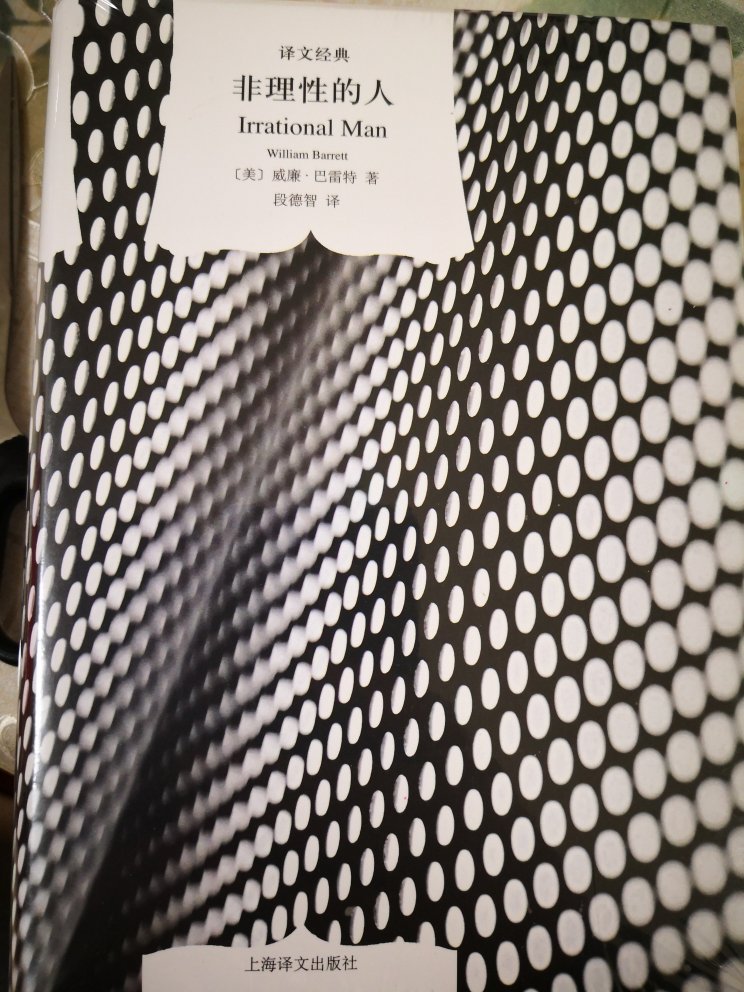 译文经典
非理性的人
Irrational Man
William Barrett
〔美〕威廉·巴雷特 著
段德智 译
上海译文出版社